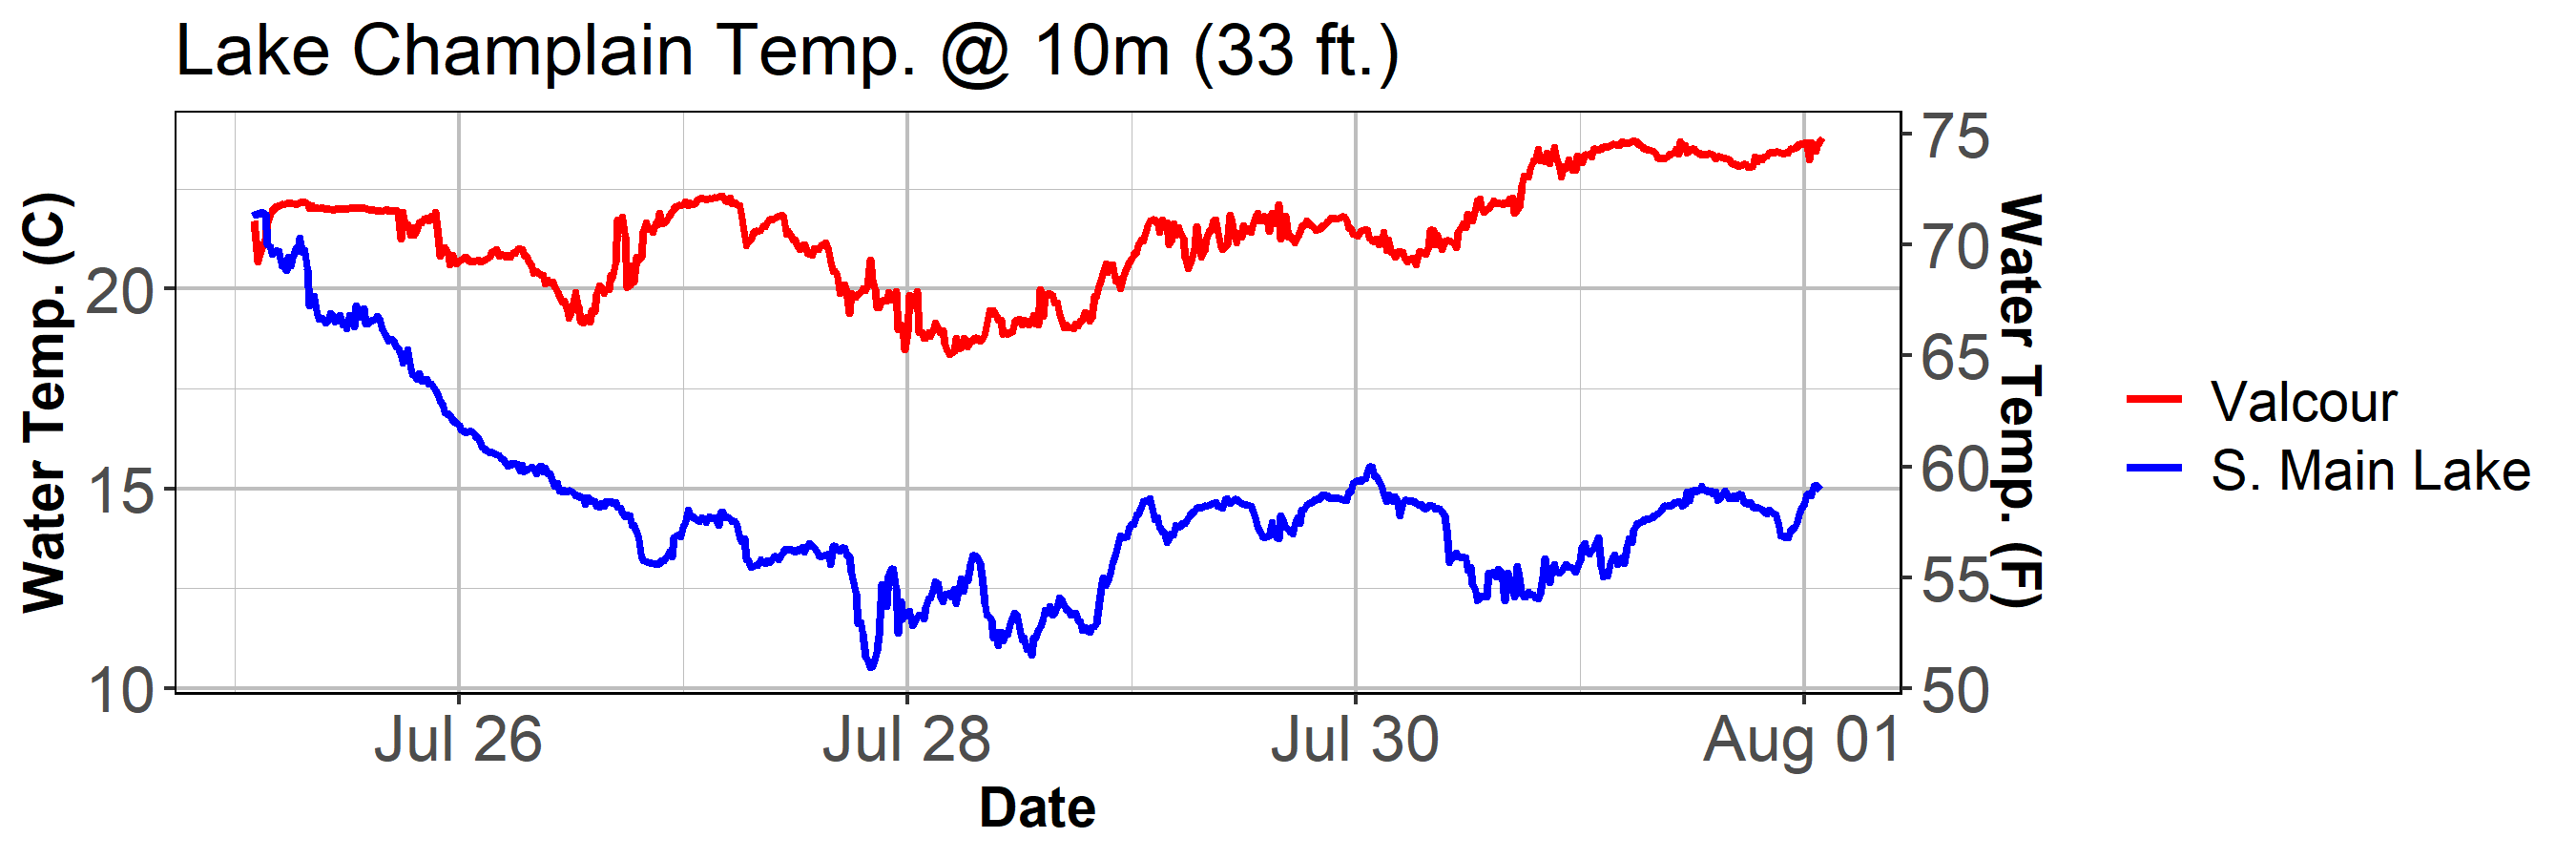 Lake Champlain Temp. @ 10m (33 ft.)
Water Temp. (C)
20
15
10
75
70
65
60
55
50
Water Temp. (F)
Jul 26
Jul 28
Jul 30
Aug 01
Date
Valcour
S. Main Lake